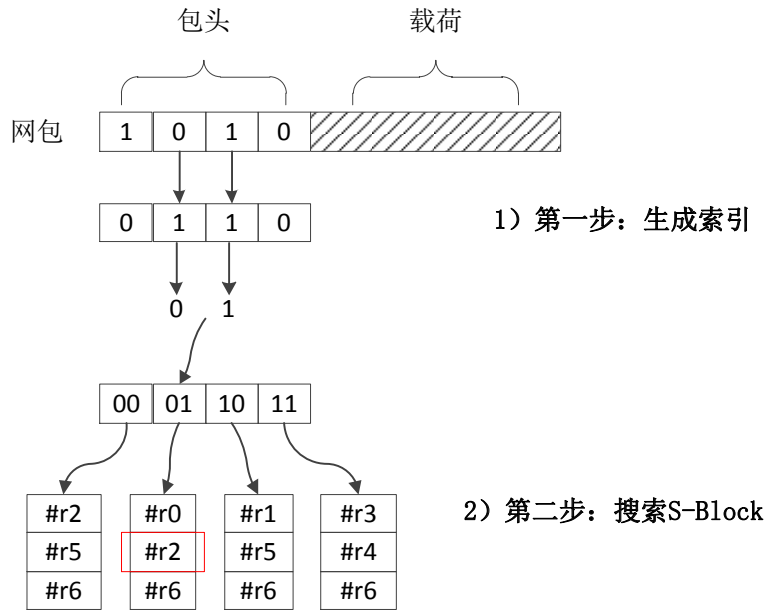 包头 载荷
网包 1 0 1 0
0 1 1 0 1）第一步：生成索引
0 1
00 01 10 11
#r2 #r0 #r1 #r3 2）第二步：搜索S-Block
#r5 #r2 #r5 #r4
#r6 #r6 #r6 #r6